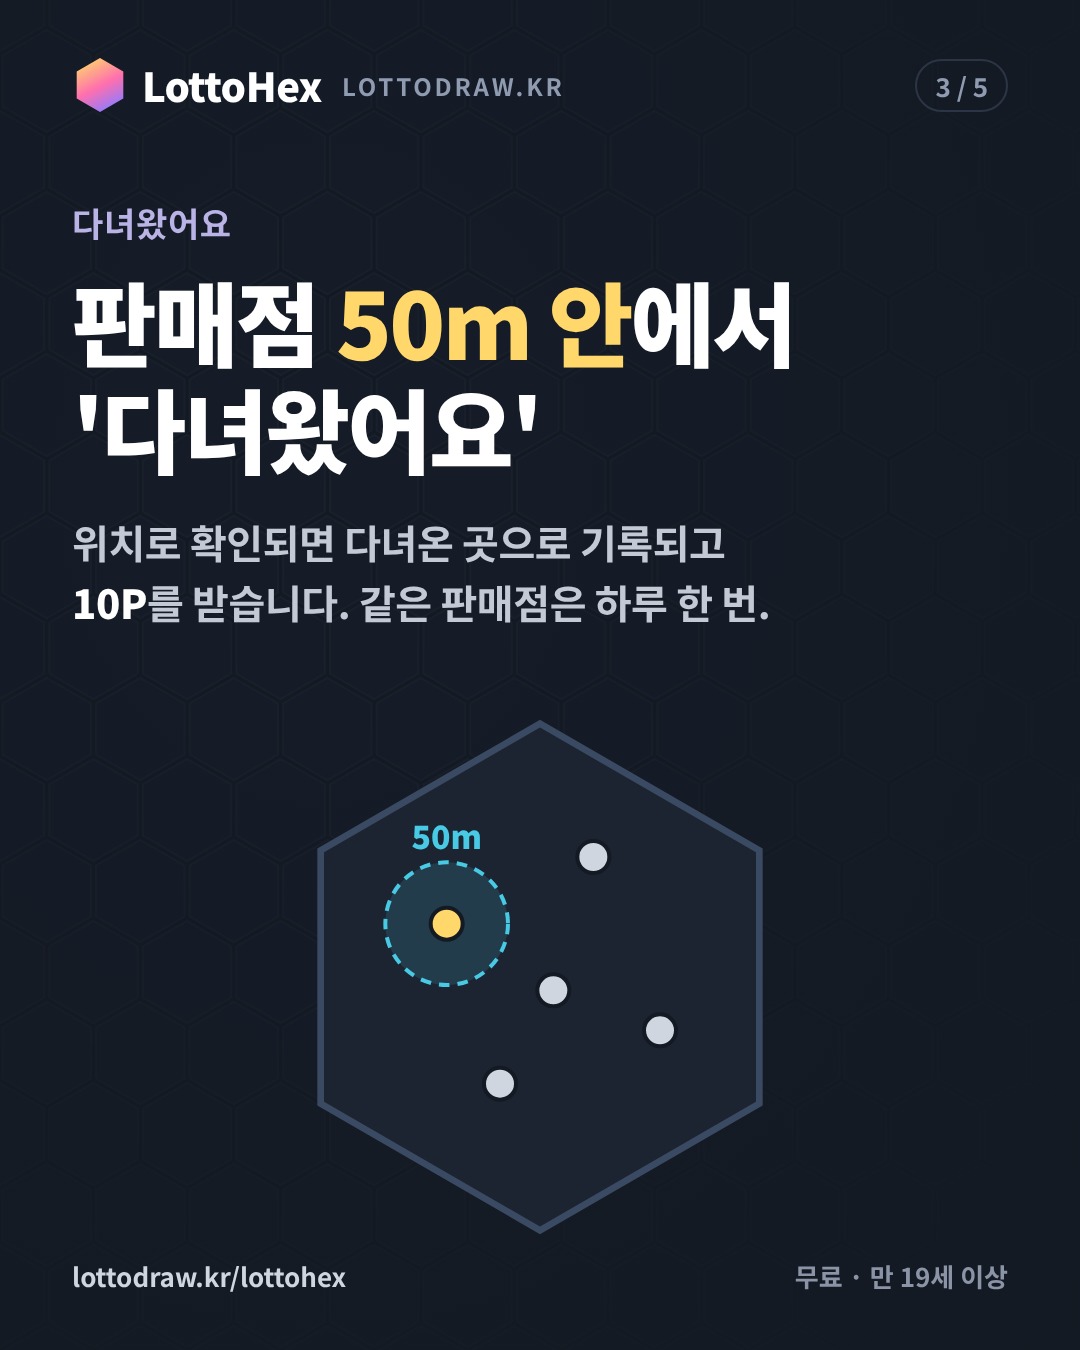 LottoHex LOTTODRAW.KR
3 / 5
다녀왔어요
판매점 50m 안에서
'다녀왔어요'
위치로 확인되면 다녀온 곳으로 기록되고
10P를 받습니다. 같은 판매점은 하루 한 번.
50m
lottodraw.kr/lottohex
무료 · 만 19세 이상